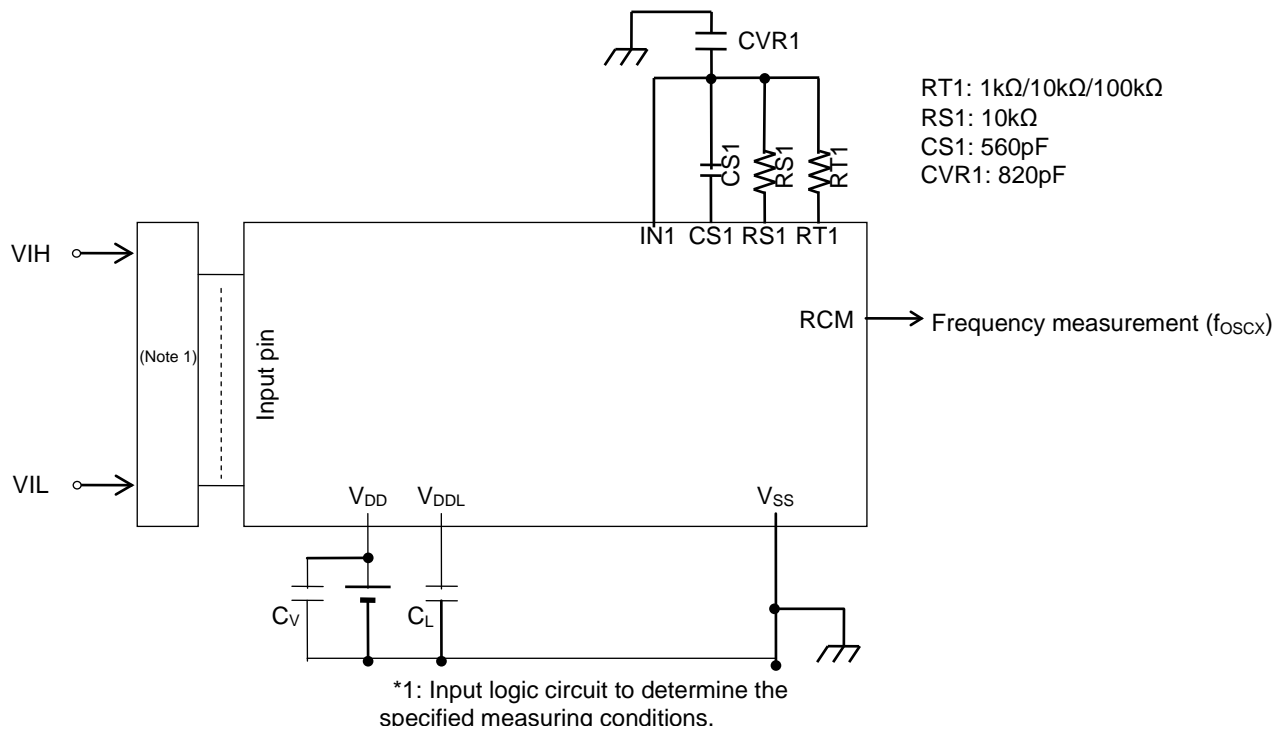 CVR1
RT1: 1kΩ/10kΩ/100kΩ
RS1: 10kΩ
CS1: 560pF
CVR1: 820pF
CS1
RS1
RT1
IN1 CS1 RS1 RT1
VIH
RCM
Frequency measurement (fOSCX)
(Note 1)
Input pin
VIL
VDD VDDL VSS
CV CL
*1: Input logic circuit to determine the
specified measuring conditions.